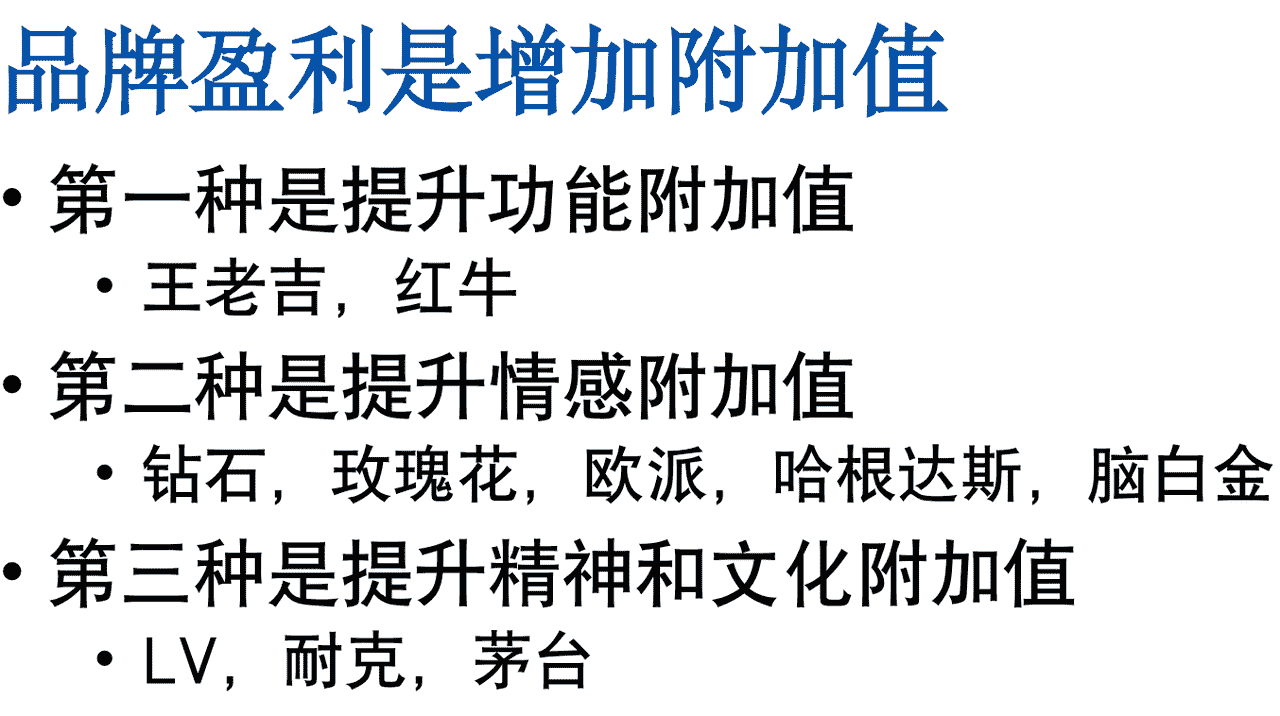 品牌盈利是增加附加值
• 第一种是提升功能附加值
• 王老吉，红牛
• 第二种是提升情感附加值
• 钻石，玫瑰花，欧派，哈根达斯，脑白金
• 第三种是提升精神和文化附加值
• LV，耐克，茅台